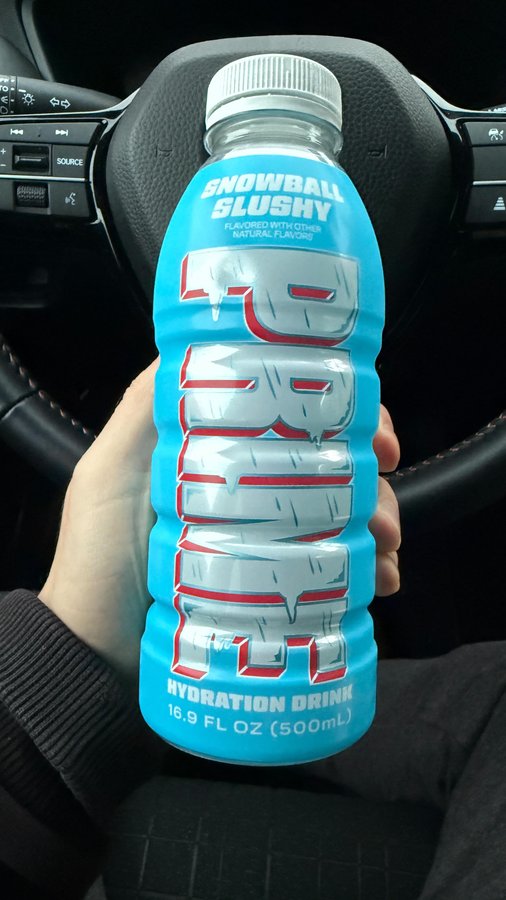 SOURCE
SNOWBALL
SLUSHY
FLAVORED WITH OTHER
NATURAL FLAVORS
PRIME
HYDRATION DRINK
16.9 FL OZ (500mL)